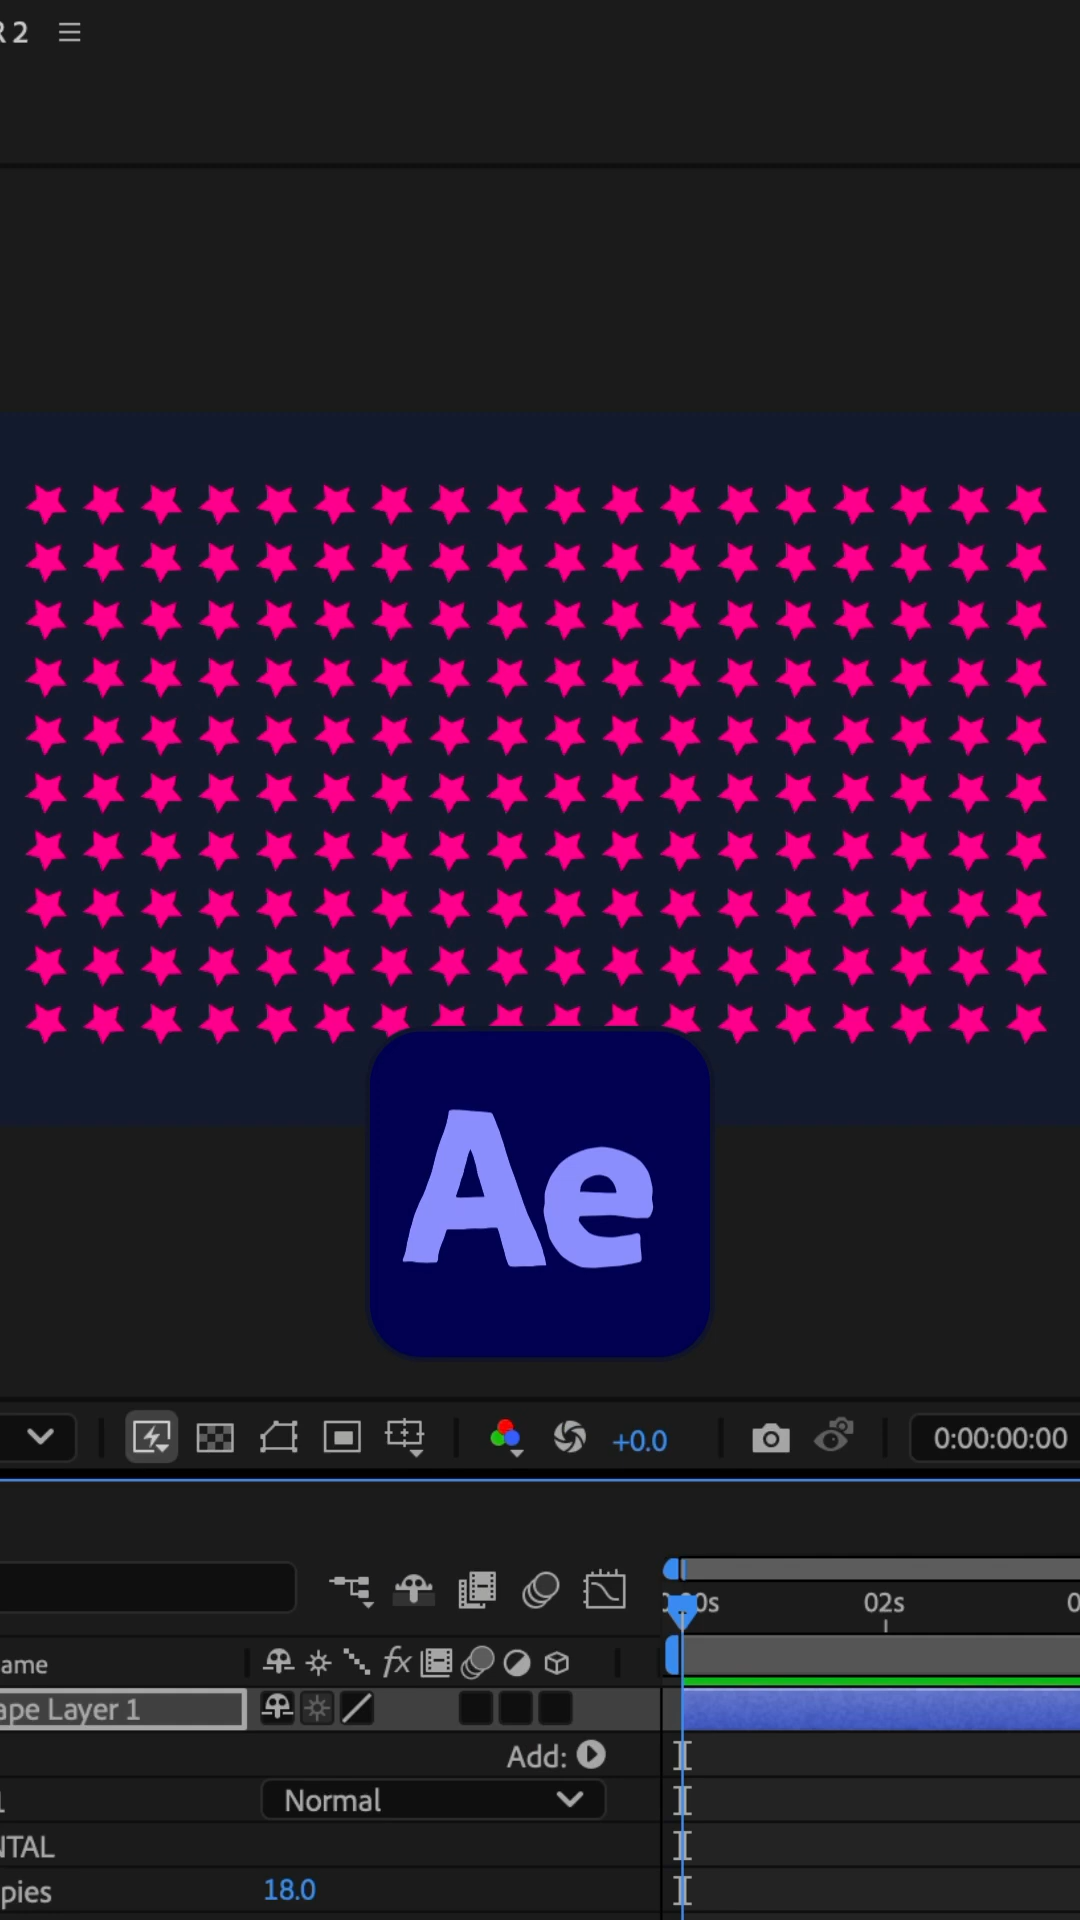 R 2
Ae
+0.0
0:00:00:00
02s
ame
fx
ape Layer 1
Add:
Normal
NTAL
pies
18.0